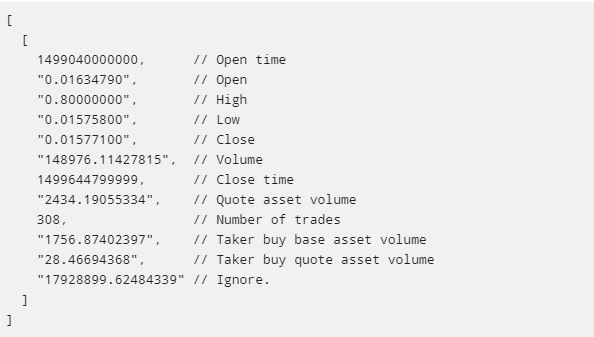 [
  [
    1499040000000,      // Open time
    "0.01634790",       // Open
    "0.80000000",       // High
    "0.01575800",       // Low
    "0.01577100",       // Close
    "148976.11427815",  // Volume
    1499644799999,      // Close time
    "2434.19055334",    // Quote asset volume
    308,                // Number of trades
    "1756.87402397",    // Taker buy base asset volume
    "28.46694368",      // Taker buy quote asset volume
    "17928899.62484339" // Ignore.
  ]
]